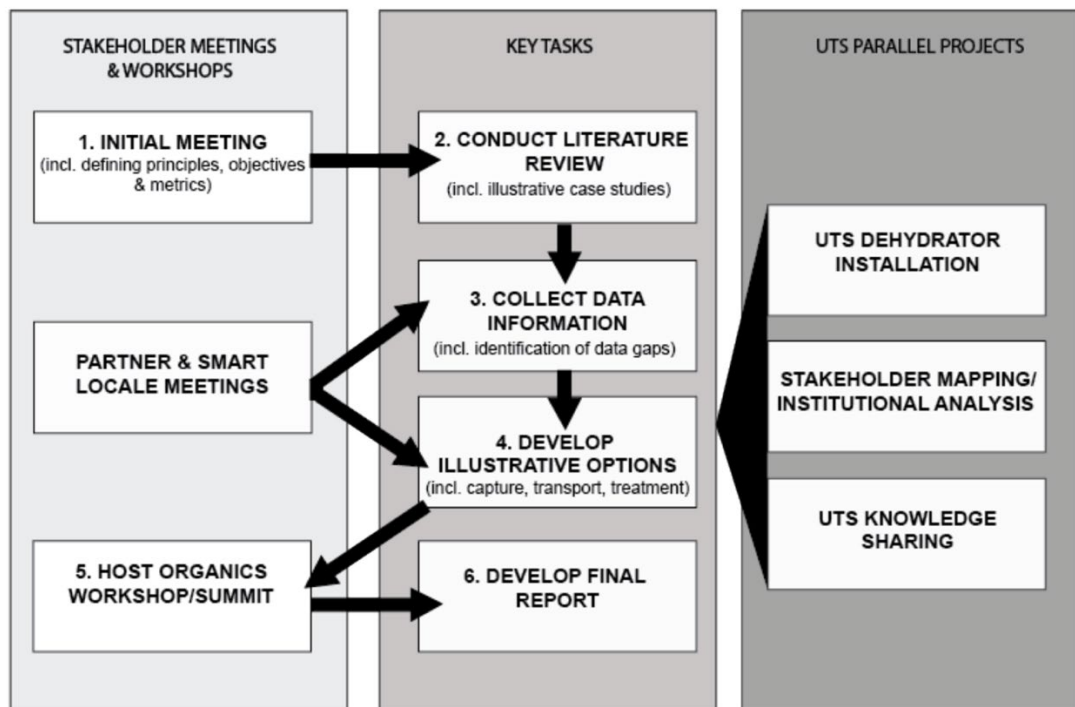 STAKEHOLDER MEETINGS
& WORKSHOPS
1. INITIAL MEETING
(incl. defining principles, objectives
& metrics)
PARTNER & SMART
LOCALE MEETINGS
5. HOST ORGANICS
WORKSHOP/SUMMIT
KEY TASKS
2. CONDUCT LITERATURE
REVIEW
(incl. illustrative case studies)
3. COLLECT DATA
INFORMATION
(incl. identification of data gaps)
4. DEVELOP
ILLUSTRATIVE OPTIONS
(incl. capture, transport, treatment)
6. DEVELOP FINAL
REPORT
UTS PARALLEL PROJECTS
UTS DEHYDRATOR
INSTALLATION
STAKEHOLDER MAPPING/
INSTITUTIONAL ANALYSIS
UTS KNOWLEDGE
SHARING